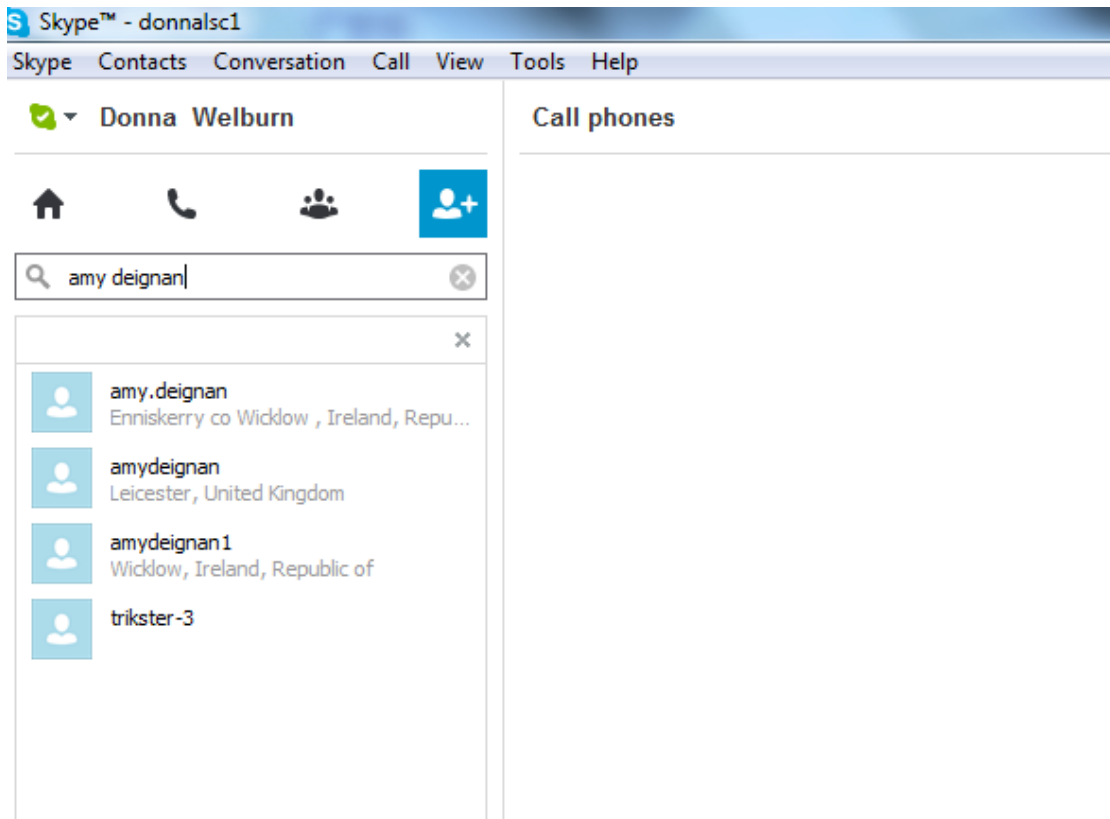 S Skype™ - donnalsc1
Skype Contacts Conversation Call View Tools Help
Donna Welburn
Call phones
amy deignan
amy.deignan
Enniskerry co Wicklow , Ireland, Repu...
amydeignan
Leicester, United Kingdom
amydeignan1
Wicklow, Ireland, Republic of
trikster-3